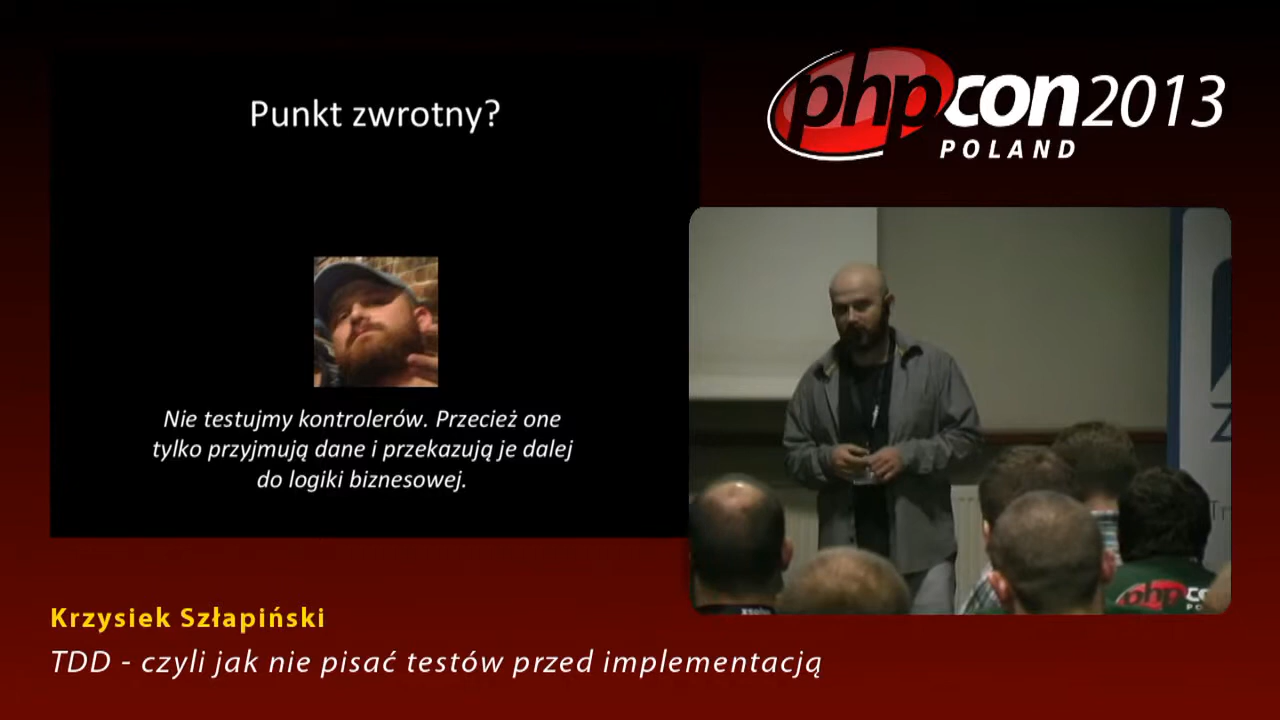 Punkt zwrotny?
Nie testujmy kontrolerów. Przecież one
tylko przyjmują dane i przekazują je dalej
do logiki biznesowej.
phpcon2013
POLAND
Krzysiek Szłapiński
TDD - czyli jak nie pisać testów przed implementacją